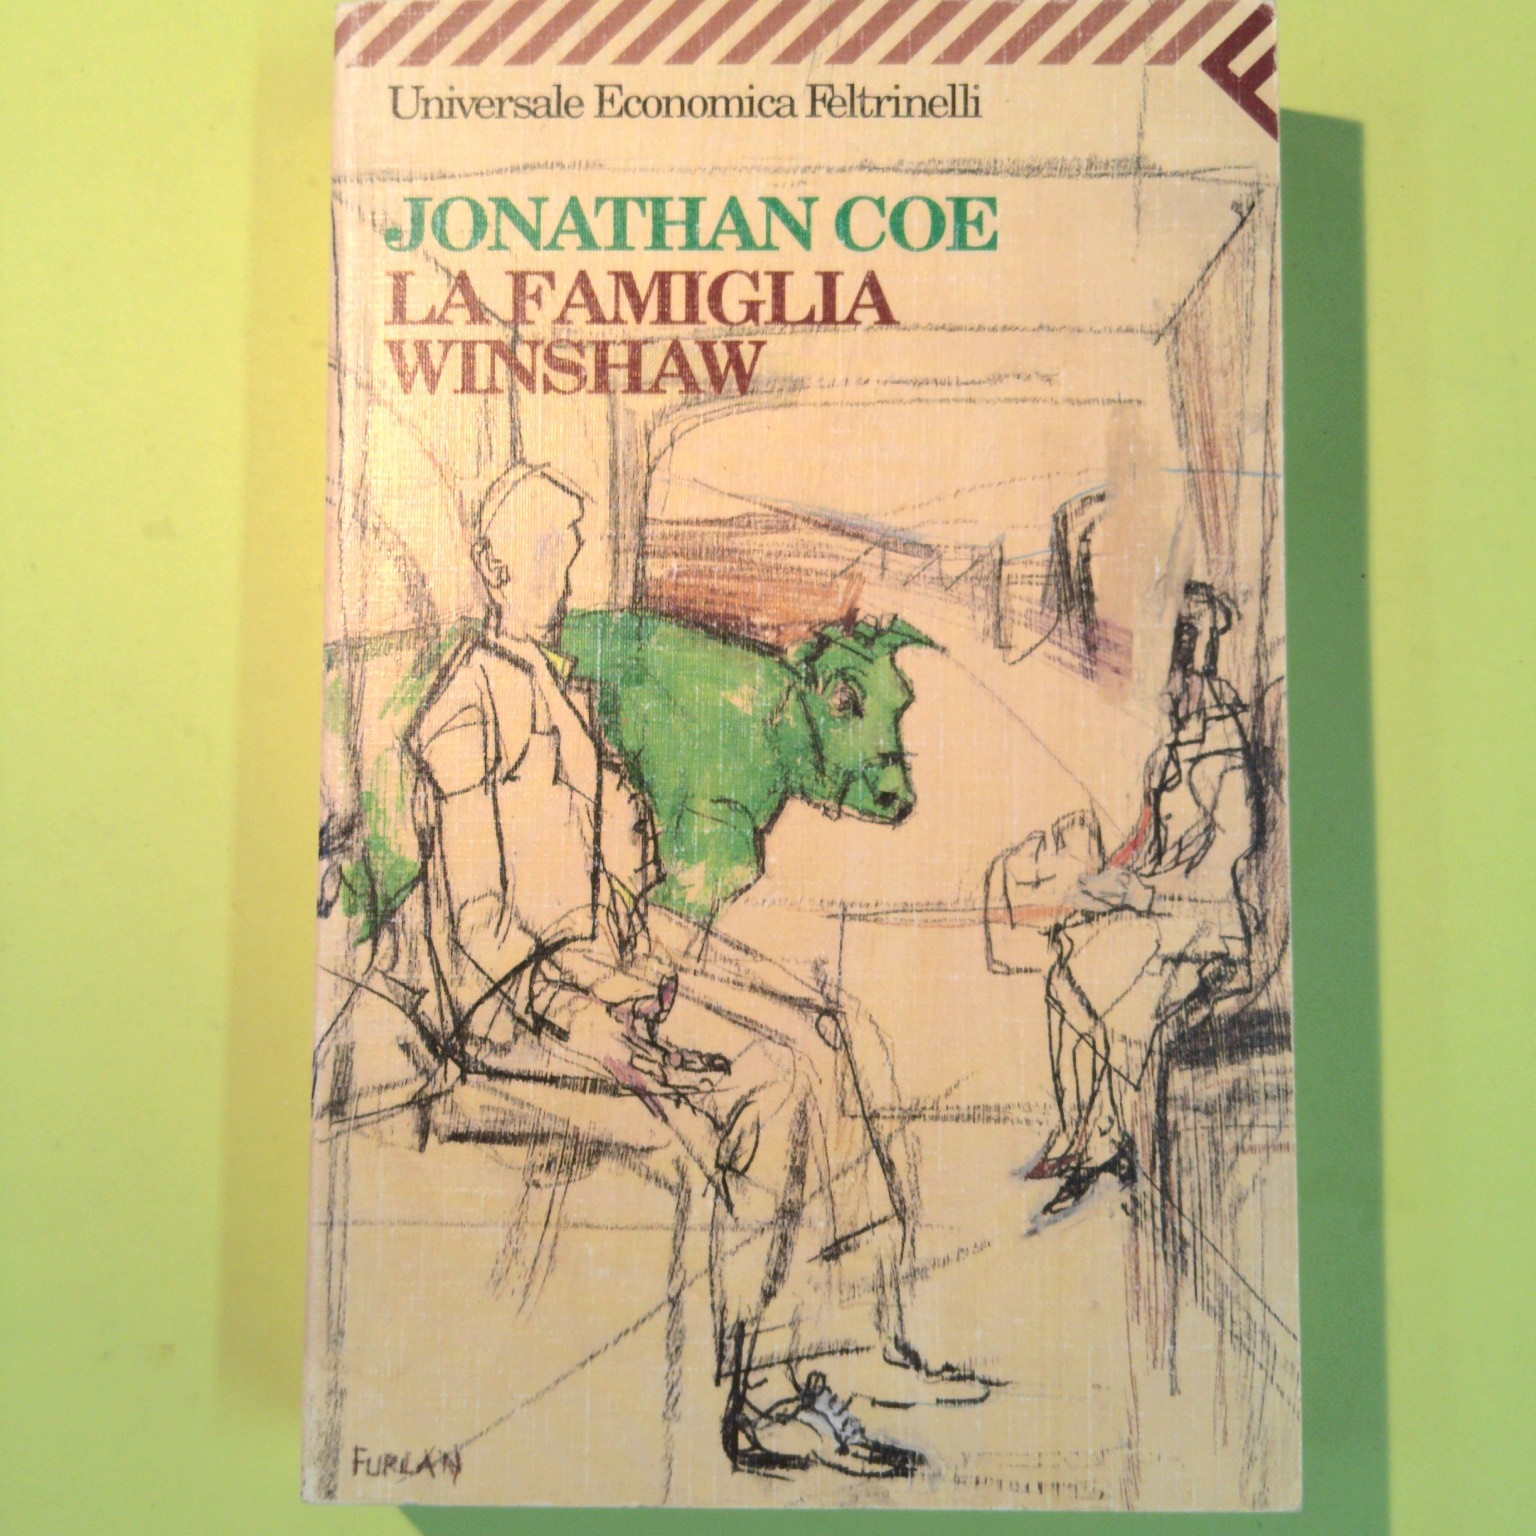 Universale Economica Feltrinelli
JONATHAN COE
LA FAMIGLIA
WINSHAW
FURLAN